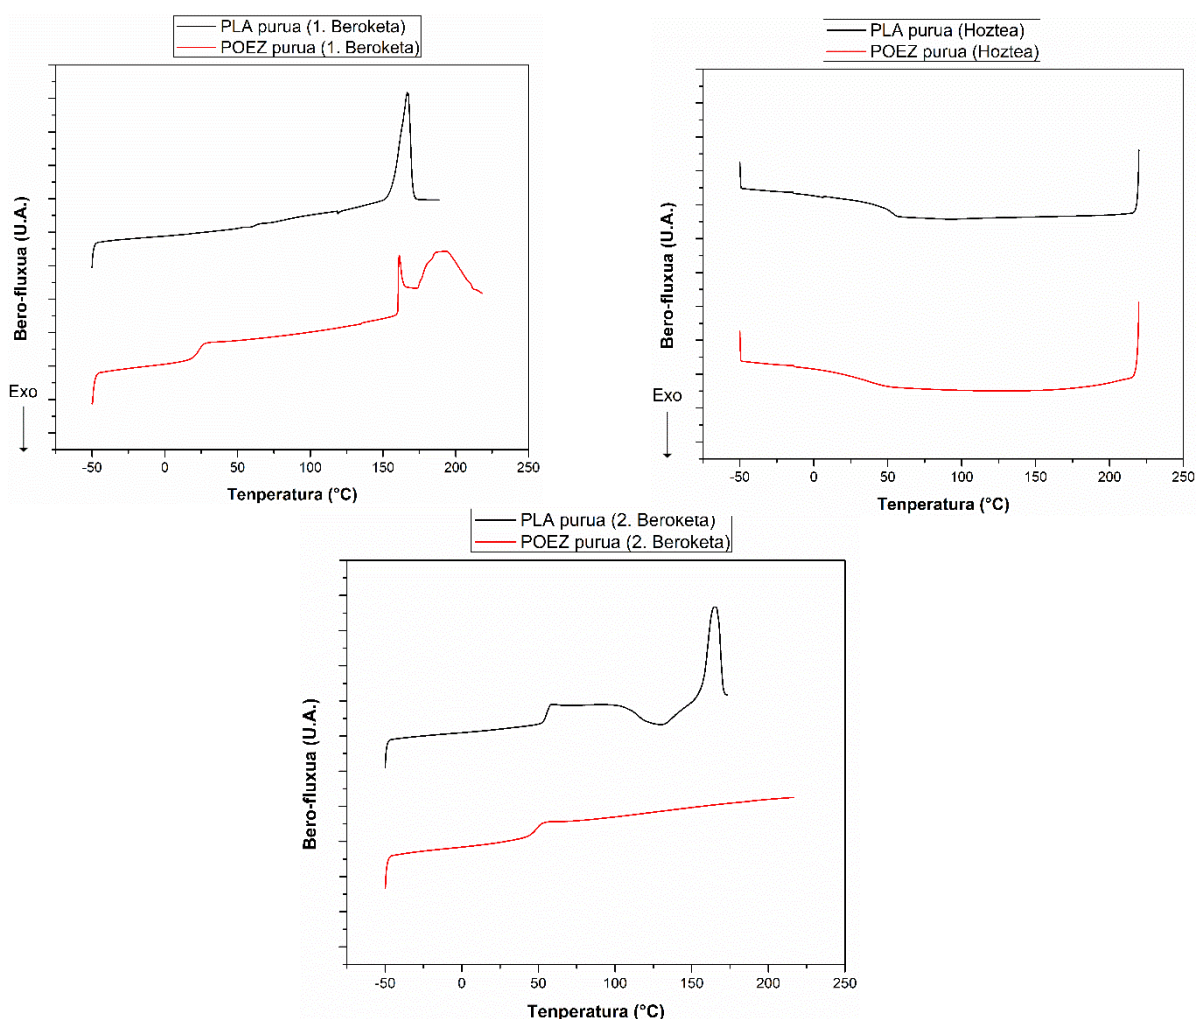 PLA purua (1. Beroketa)
POEZ purua (1. Beroketa)
Bero-fluxua (U.A.)
Exo
-50 0 50 100 150 200 250
Tenperatura (°C)
PLA purua (Hoztea)
POEZ purua (Hoztea)
Bero-fluxua (U.A.)
Exo
-50 0 50 100 150 200 250
Tenperatura (°C)
PLA purua (2. Beroketa)
POEZ purua (2. Beroketa)
Bero-fluxua (U.A.)
-50 0 50 100 150 200 250
Tenperatura (°C)